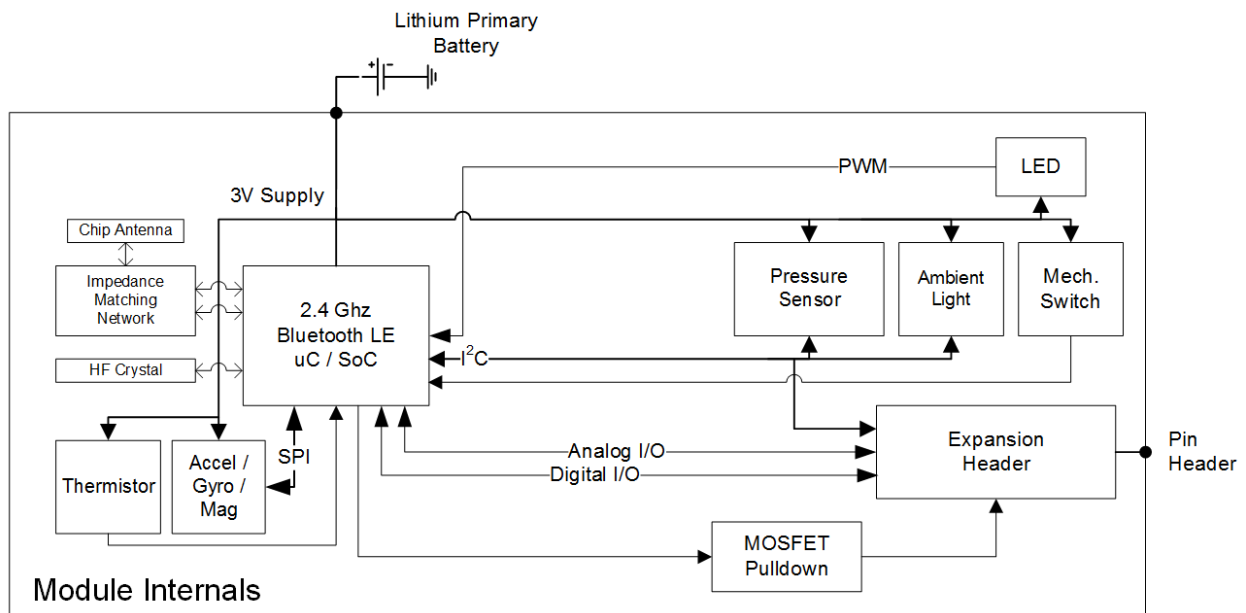 Lithium Primary
Battery
+
-
3V Supply
PWM
LED
Chip Antenna
Impedance
Matching
Network
2.4 Ghz
Bluetooth LE
uC / SoC
Pressure
Sensor
Ambient
Light
Mech.
Switch
I²C
HF Crystal
Thermistor
Accel /
Gyro /
Mag
SPI
Analog I/O
Digital I/O
Expansion
Header
Pin
Header
MOSFET
Pulldown
Module Internals